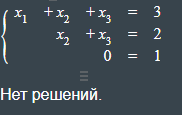 x₁ + x₂ + x₃ = 3
x₂ + x₃ = 2
0 = 1
Нет решений.